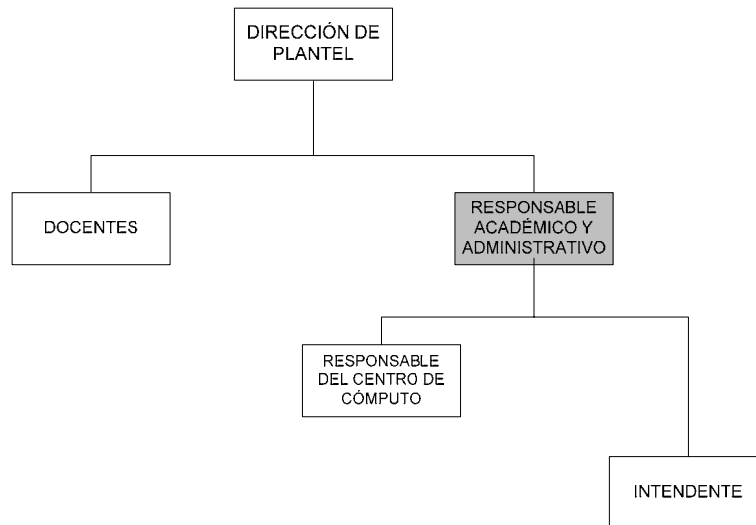 DIRECCIÓN DE
PLANTEL
DOCENTES
RESPONSABLE
ACADÉMICO Y
ADMINISTRATIVO
RESPONSABLE
DEL CENTRO DE
CÓMPUTO
INTENDENTE